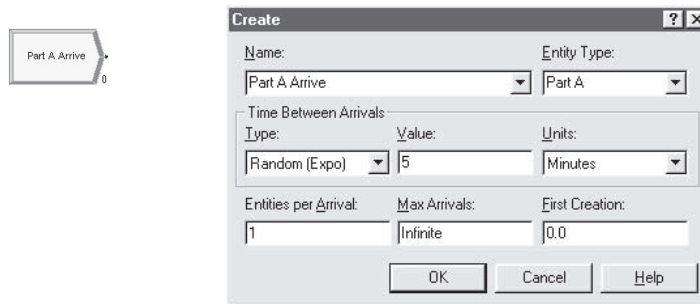 Part A Arrive
0
Create
Name:
Entity Type:
Part A Arrive
Part A
Time Between Arrivals
Type:
Value:
Units:
Random (Expo)
5
Minutes
Entities per Arrival:
Max Arrivals:
First Creation:
1
Infinite
0.0
OK
Cancel
Help